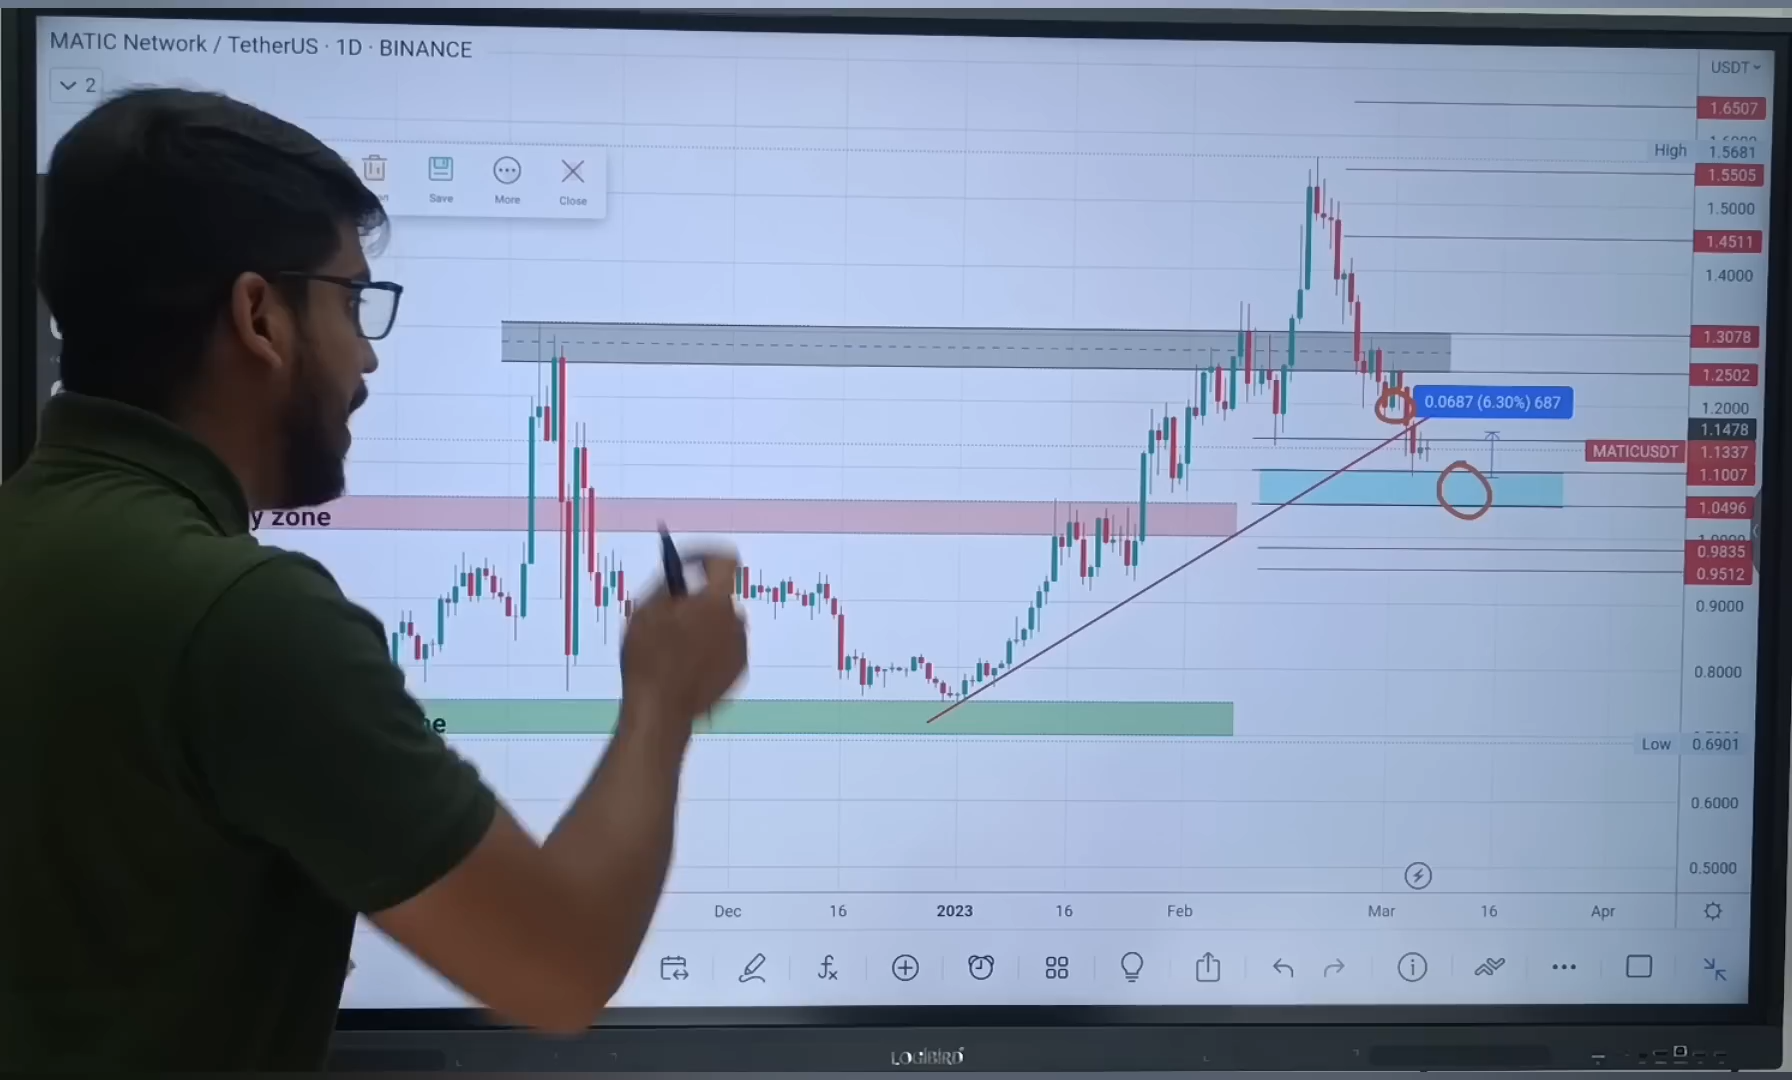 MATIC Network / TetherUS · 1D · BINANCE
2
Save
More
Close
USDT
1.6507
High 1.5681
1.5505
1.5000
1.4511
1.4000
1.3078
1.2502
0.0687 (6.30%) 687
1.2000
1.1478
MATICUSDT 1.1337
1.1007
y zone
1.0496
0.9835
0.9512
0.9000
0.8000
ne
Low 0.6901
0.6000
0.5000
Dec 16 2023 16 Feb Mar 16 Apr
fx
LOGIBIRD